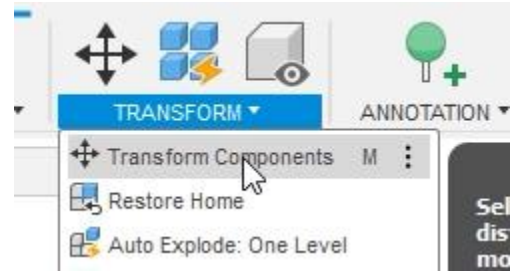 TRANSFORM ANNOTATION
Transform Components M
Restore Home
Auto Explode: One Level
Sel
dis
mo